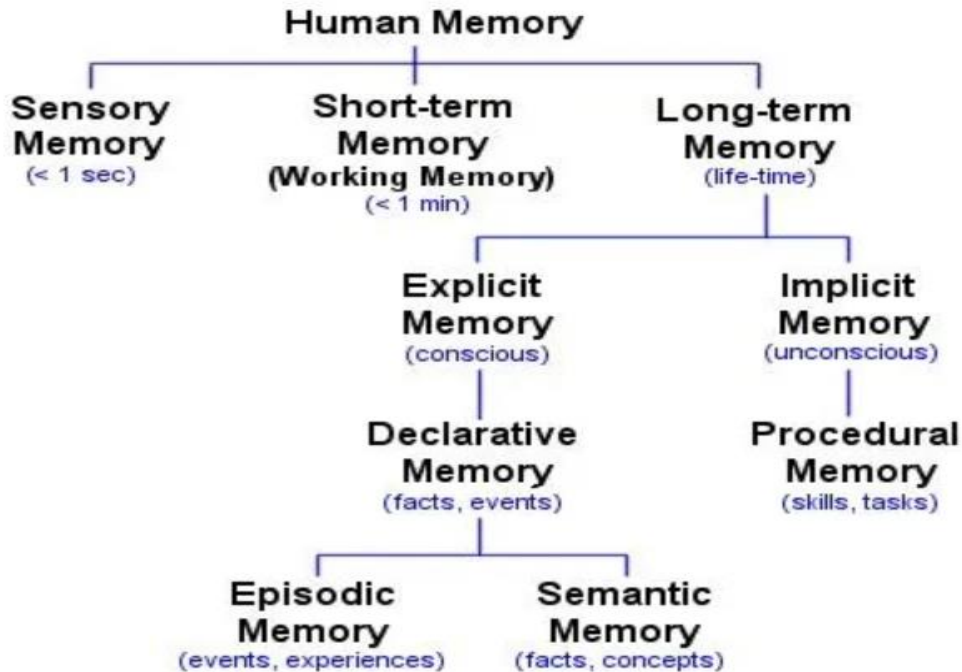 Human Memory
Sensory
Memory
(< 1 sec)
Short-term
Memory
(Working Memory)
(< 1 min)
Long-term
Memory
(life-time)
Explicit
Memory
(conscious)
Implicit
Memory
(unconscious)
Declarative
Memory
(facts, events)
Procedural
Memory
(skills, tasks)
Episodic
Memory
(events, experiences)
Semantic
Memory
(facts, concepts)